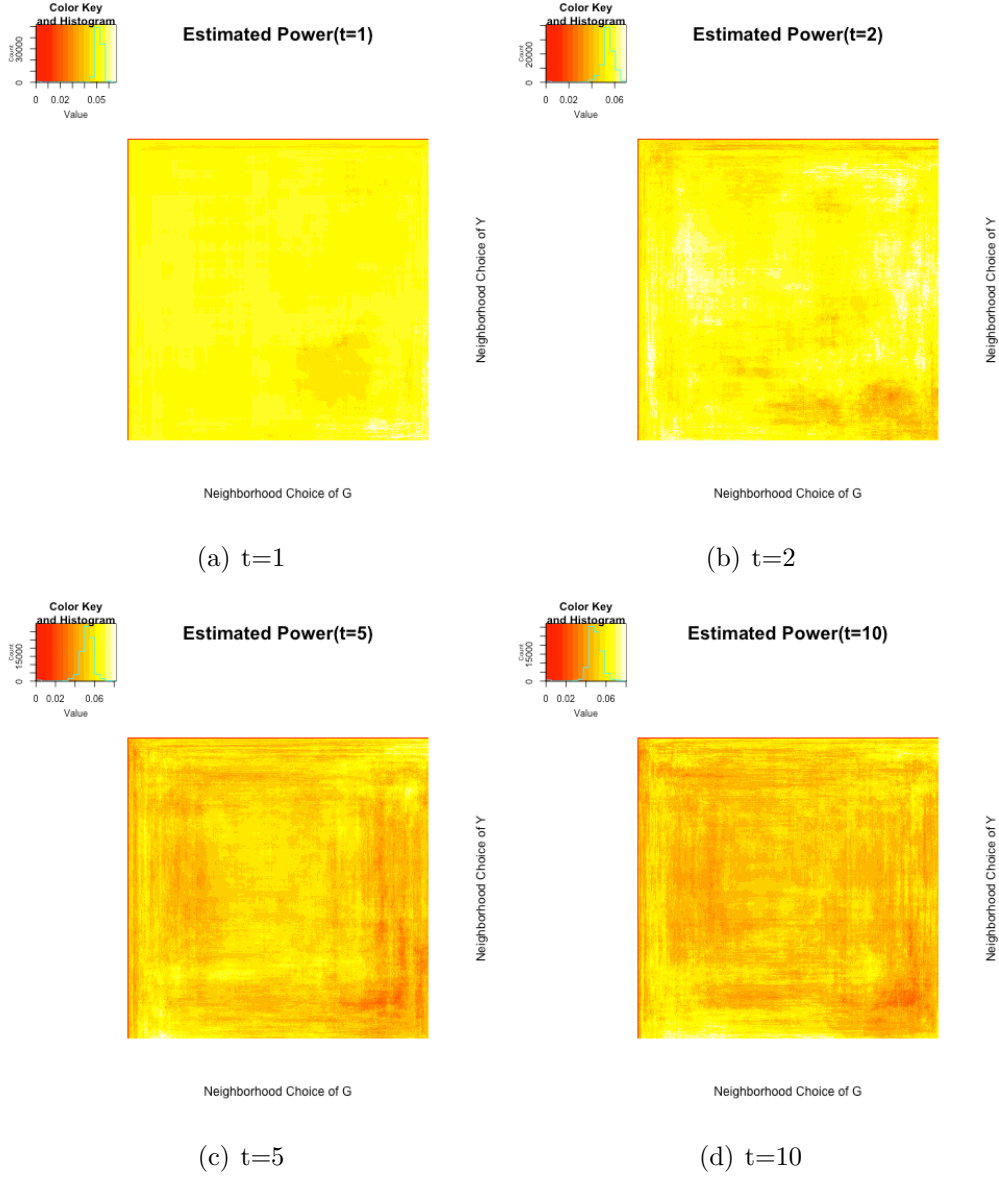 Color Key
and Histogram
Estimated Power(t=1)
Count
0 30000
0 0.02 0.05
Value
Neighborhood Choice of Y
Neighborhood Choice of G
(a) t=1
Color Key
and Histogram
Estimated Power(t=2)
Count
0 20000
0 0.02 0.06
Value
Neighborhood Choice of Y
Neighborhood Choice of G
(b) t=2
Color Key
and Histogram
Estimated Power(t=5)
Count
0 15000
0 0.02 0.06
Value
Neighborhood Choice of Y
Neighborhood Choice of G
(c) t=5
Color Key
and Histogram
Estimated Power(t=10)
Count
0 15000
0 0.02 0.06
Value
Neighborhood Choice of Y
Neighborhood Choice of G
(d) t=10